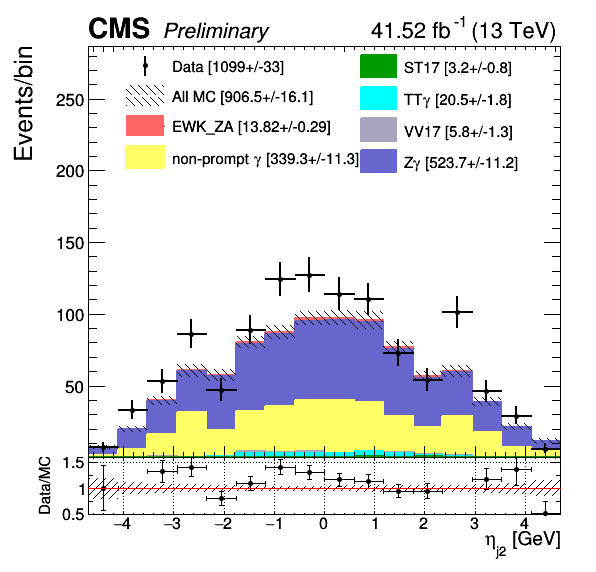 CMS Preliminary 41.52 fb⁻¹ (13 TeV)
Events/bin
Data [1099+/-33]
All MC [906.5+/-16.1]
EWK_ZA [13.82+/-0.29]
non-prompt γ [339.3+/-11.3]
ST17 [3.2+/-0.8]
TTγ [20.5+/-1.8]
VV17 [5.8+/-1.3]
Zγ [523.7+/-11.2]
250
200
150
100
50
Data/MC
1.5
1
0.5
−4 −3 −2 −1 0 1 2 3 4
η_j2 [GeV]